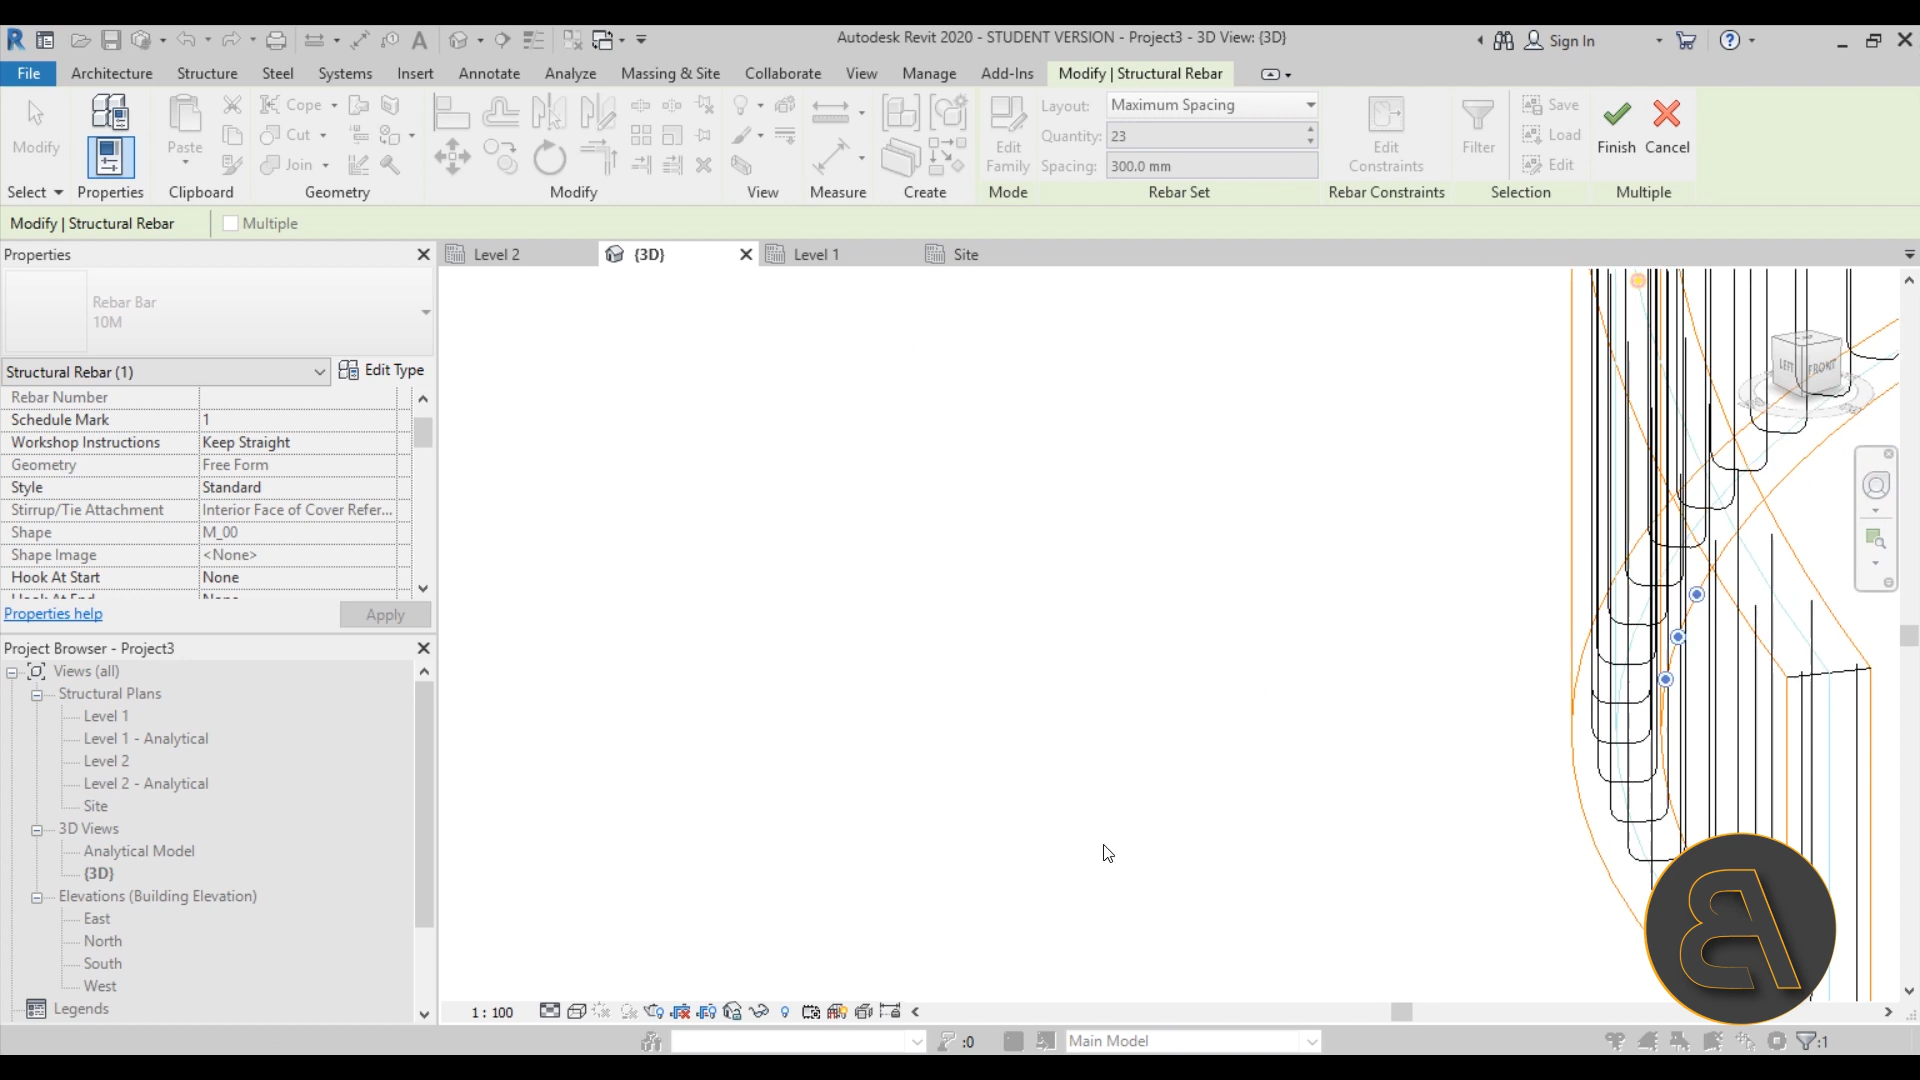 Autodesk Revit 2020 - STUDENT VERSION - Project3 - 3D View: {3D}
Sign In
File Architecture Structure Steel Systems Insert Annotate Analyze Massing & Site Collaborate View Manage Add-Ins Modify | Structural Rebar
Modify
Paste
Cope
Cut
Join
Edit Family
Layout: Maximum Spacing
Quantity: 23
Spacing: 300.0 mm
Edit Constraints
Filter
Save
Load
Edit
Finish Cancel
Select Properties Clipboard Geometry Modify View Measure Create Mode Rebar Set Rebar Constraints Selection Multiple
Modify | Structural Rebar Multiple
Properties
Level 2 {3D} Level 1 Site
Rebar Bar
10M
Structural Rebar (1) Edit Type
Rebar Number
Schedule Mark 1
Workshop Instructions Keep Straight
Geometry Free Form
Style Standard
Stirrup/Tie Attachment Interior Face of Cover Refer...
Shape M_00
Shape Image <None>
Hook At Start None
Hook At End None
Properties help Apply
LEFT FRONT
Project Browser - Project3
Views (all)
Structural Plans
Level 1
Level 1 - Analytical
Level 2
Level 2 - Analytical
Site
3D Views
Analytical Model
{3D}
Elevations (Building Elevation)
East
North
South
West
Legends
1 : 100
:0 Main Model :1